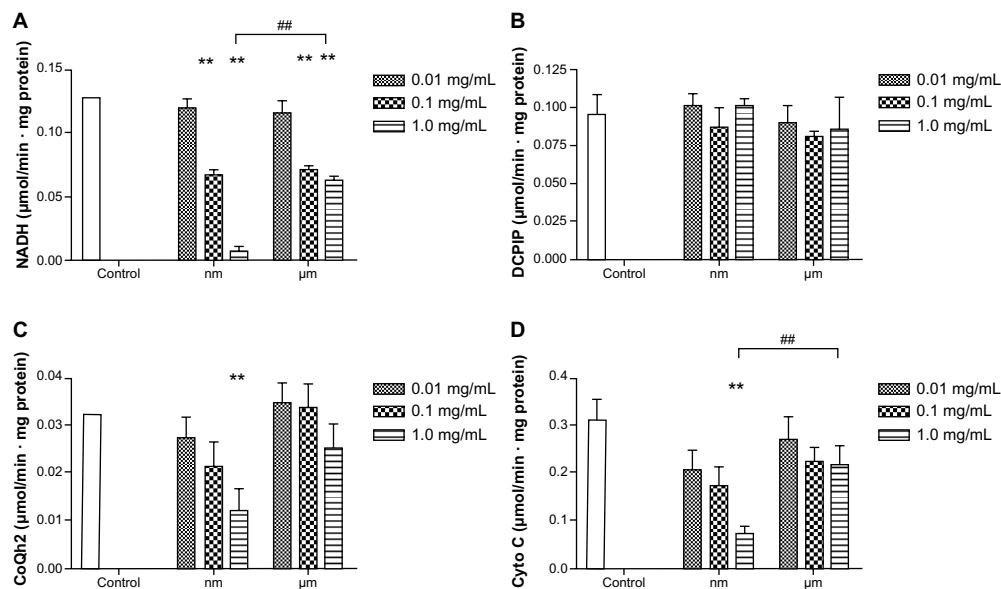 A
##
** ** ** **
NADH (µmol/min · mg protein)
0.15
0.10
0.05
0.00
Control nm µm
0.01 mg/mL
0.1 mg/mL
1.0 mg/mL
B
DCPIP (µmol/min · mg protein)
0.125
0.100
0.075
0.050
0.025
0.000
Control nm µm
0.01 mg/mL
0.1 mg/mL
1.0 mg/mL
C
**
CoQh2 (µmol/min · mg protein)
0.04
0.03
0.02
0.01
0.00
Control nm µm
0.01 mg/mL
0.1 mg/mL
1.0 mg/mL
D
##
**
Cyto C (µmol/min · mg protein)
0.4
0.3
0.2
0.1
0.0
Control nm µm
0.01 mg/mL
0.1 mg/mL
1.0 mg/mL